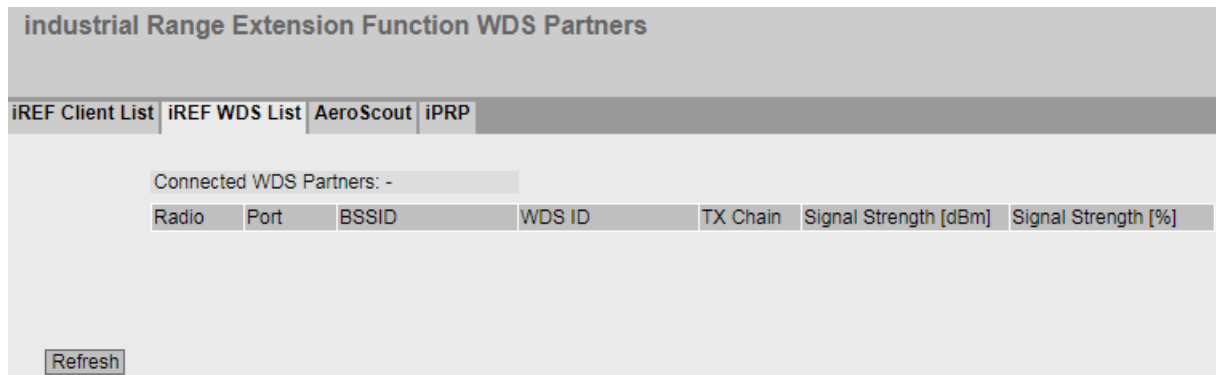 industrial Range Extension Function WDS Partners
iREF Client List iREF WDS List AeroScout iPRP
Connected WDS Partners: -
Radio Port BSSID WDS ID TX Chain Signal Strength [dBm] Signal Strength [%]
Refresh